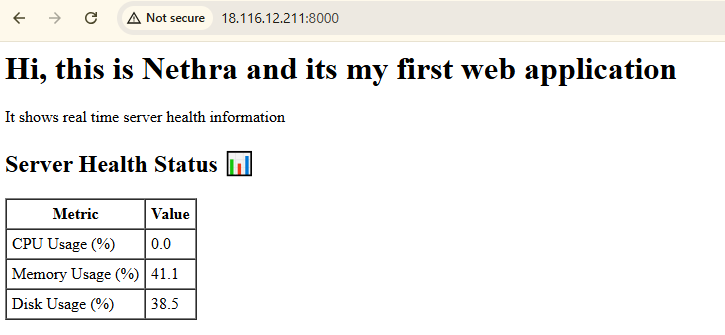 Not secure 18.116.12.211:8000
Hi, this is Nethra and its my first web application
It shows real time server health information
Server Health Status 📊
Metric Value
CPU Usage (%) 0.0
Memory Usage (%) 41.1
Disk Usage (%) 38.5